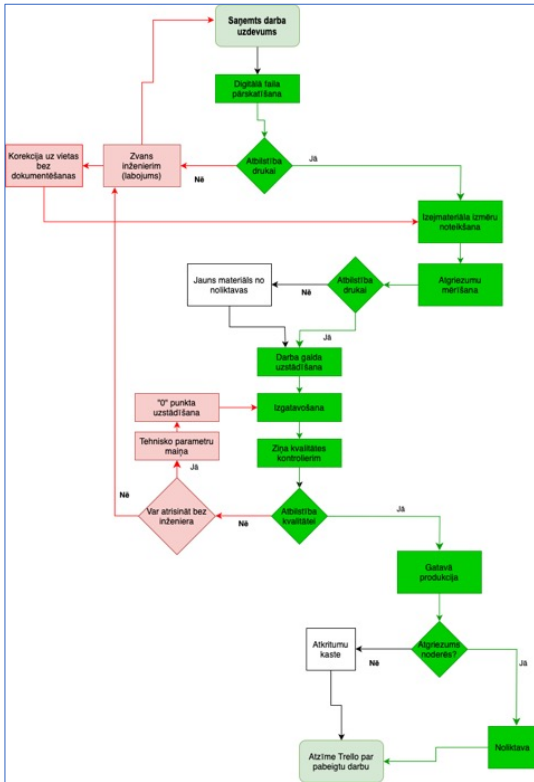 Saņemts darba
uzdevums
Digitālā faila
pārskatīšana
Korekcija uz vietas
bez
dokumentēšanas
Zvans
inženierim
(labojums)
Nē
Atbilstība
drukai
Jā
Izejmateriāla izmēru
noteikšana
Jauns materiāls no
noliktavas
Nē
Atbilstība
drukai
Atgriezumu
mērīšana
Jā
Darba galda
uzstādīšana
"0" punkta
uzstādīšana
Izgatavošana
Tehnisko parametru
maiņa
Ziņa kvalitātes
kontrolierim
Jā
Nē
Var atrisināt bez
inženiera
Nē
Atbilstība
kvalitātei
Jā
Gatavā
produkcija
Atkritumu
kaste
Nē
Atgriezums
noderēs?
Jā
Noliktava
Atzīme Trello par
pabeigtu darbu